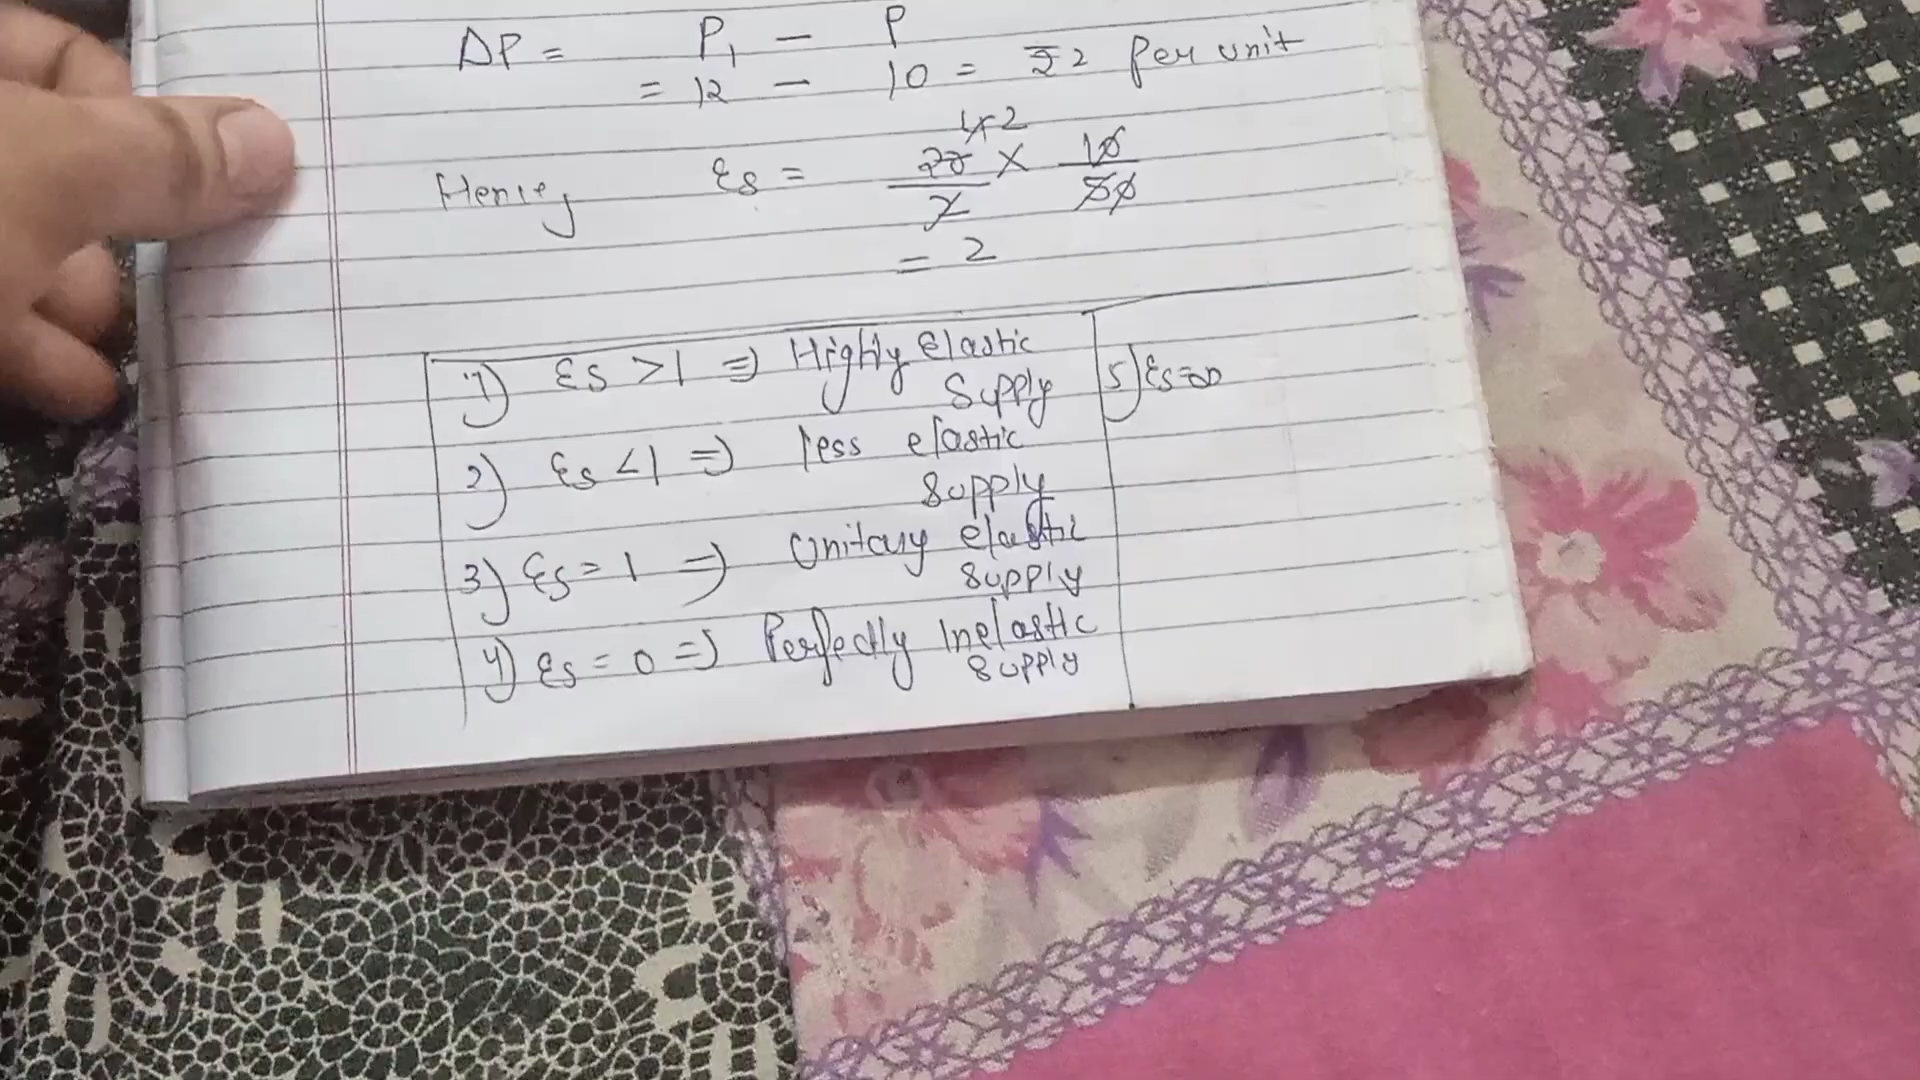 ΔP = P₁ − P
= 12 − 10 = ₹2 per unit
Hence, Es = 20/2 × 10/50
= 2
1) Es > 1 ⇒ Highly Elastic
Supply
2) Es < 1 ⇒ less elastic
supply
3) Es = 1 ⇒ Unitary elastic
supply
4) Es = 0 ⇒ Perfectly Inelastic
supply
5) Es = ∞